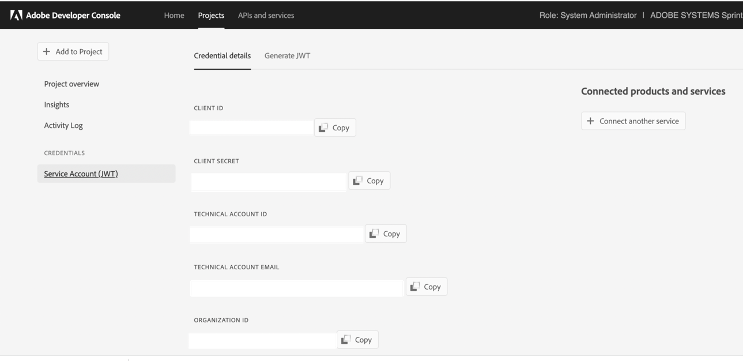 Adobe Developer Console
Home Projects APIs and services
Role: System Administrator | ADOBE SYSTEMS Sprint
+ Add to Project
Project overview
Insights
Activity Log
CREDENTIALS
Service Account (JWT)
Credential details Generate JWT
CLIENT ID
Copy
CLIENT SECRET
Copy
TECHNICAL ACCOUNT ID
Copy
TECHNICAL ACCOUNT EMAIL
Copy
ORGANIZATION ID
Copy
Connected products and services
+ Connect another service